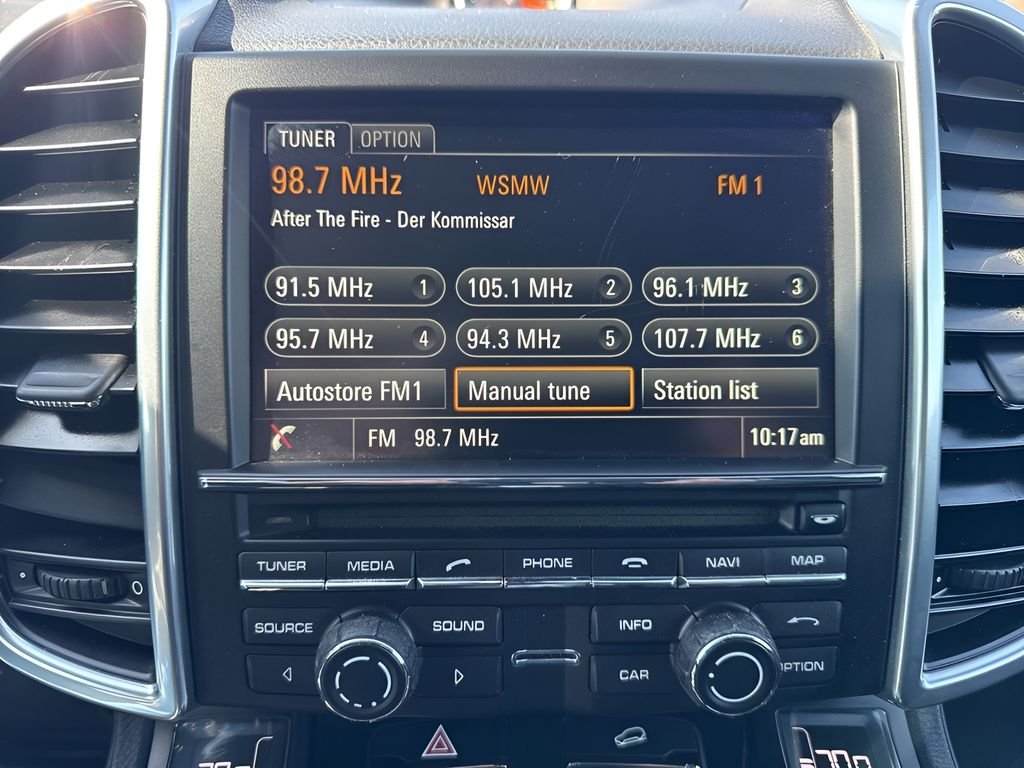 TUNER OPTION
98.7 MHz WSMW FM 1
After The Fire - Der Kommissar
91.5 MHz 1 105.1 MHz 2 96.1 MHz 3
95.7 MHz 4 94.3 MHz 5 107.7 MHz 6
Autostore FM1 Manual tune Station list
FM 98.7 MHz 10:17 am
TUNER MEDIA PHONE NAVI MAP
SOURCE SOUND INFO
CAR OPTION